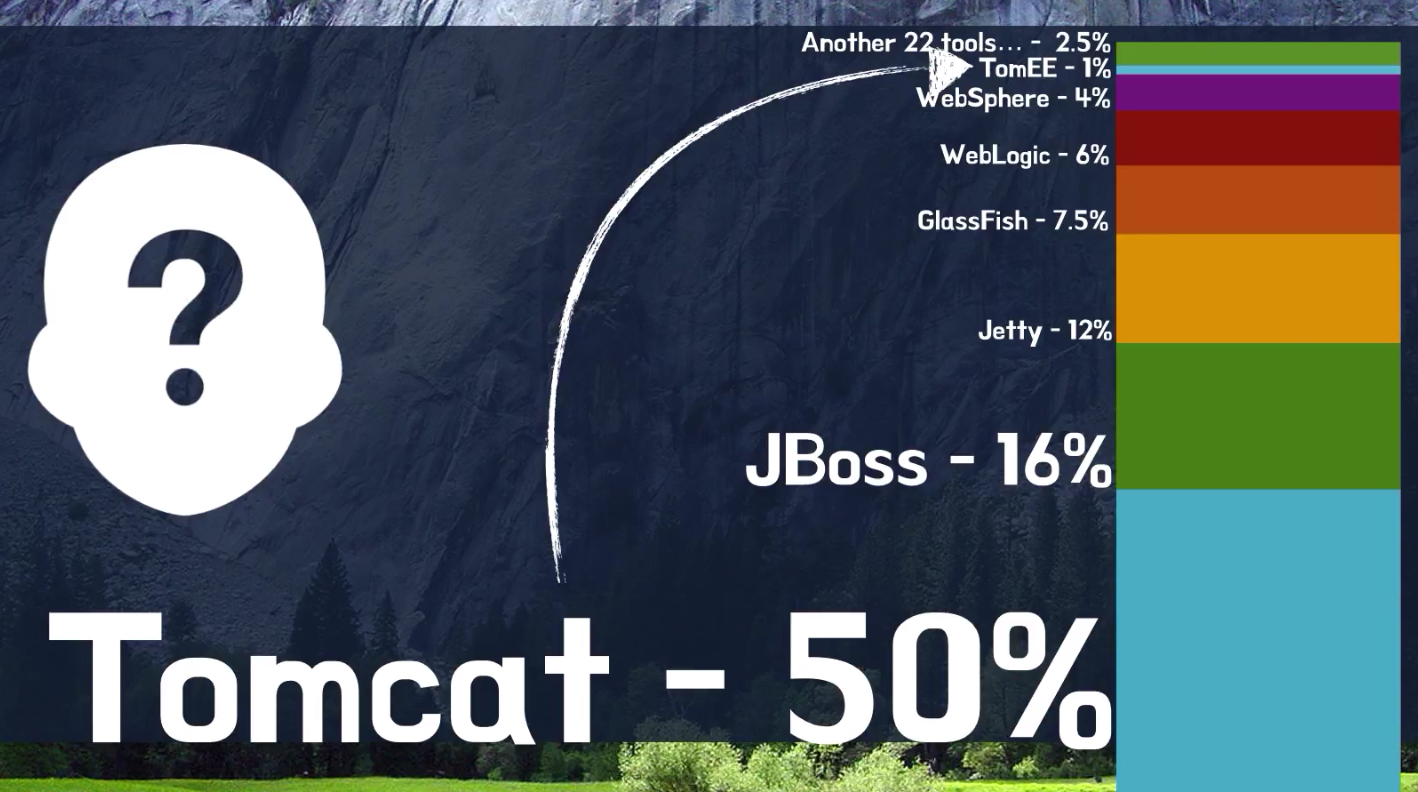 Another 22 tools... - 2.5%
TomEE - 1%
WebSphere - 4%
WebLogic - 6%
GlassFish - 7.5%
Jetty - 12%
JBoss - 16%
?
Tomcat - 50%